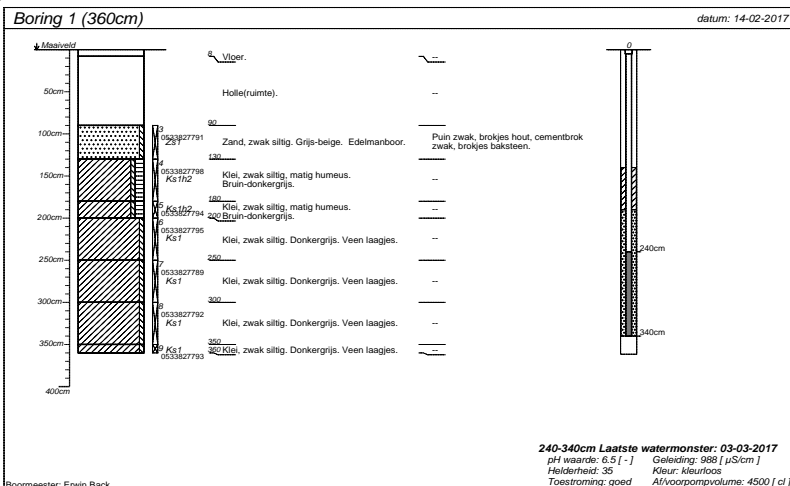 Boring 1 (360cm)
datum: 14-02-2017
Maaiveld
0
8
Vloer.
--
50cm
Holle(ruimte).
--
90
100cm
3
0533827791
Zs1
Zand, zwak siltig. Grijs-beige. Edelmanboor.
Puin zwak, brokjes hout, cementbrok
zwak, brokjes baksteen.
130
150cm
4
0533827798
Ks1h2
Klei, zwak siltig, matig humeus.
Bruin-donkergrijs.
--
180
5
Ks1h2
0533827794
Klei, zwak siltig, matig humeus.
Bruin-donkergrijs.
--
200cm
200
6
0533827795
Ks1
Klei, zwak siltig. Donkergrijs. Veen laagjes.
--
240cm
250cm
250
7
0533827789
Ks1
Klei, zwak siltig. Donkergrijs. Veen laagjes.
--
300cm
300
8
0533827792
Ks1
Klei, zwak siltig. Donkergrijs. Veen laagjes.
--
340cm
350cm
350
9
Ks1
0533827793
360
Klei, zwak siltig. Donkergrijs. Veen laagjes.
--
400cm
240-340cm Laatste watermonster: 03-03-2017
pH waarde: 6.5 [ - ] Geleiding: 988 [ µS/cm ]
Helderheid: 35 Kleur: kleurloos
Toestroming: goed Af/voorpompvolume: 4500 [ cl ]
Boormeester: Erwin Back